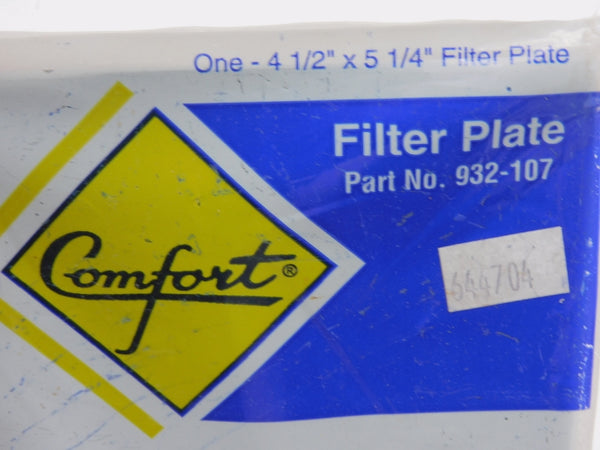 One - 4 1/2" x 5 1/4" Filter Plate
Filter Plate
Part No. 932-107
Comfort®
644704